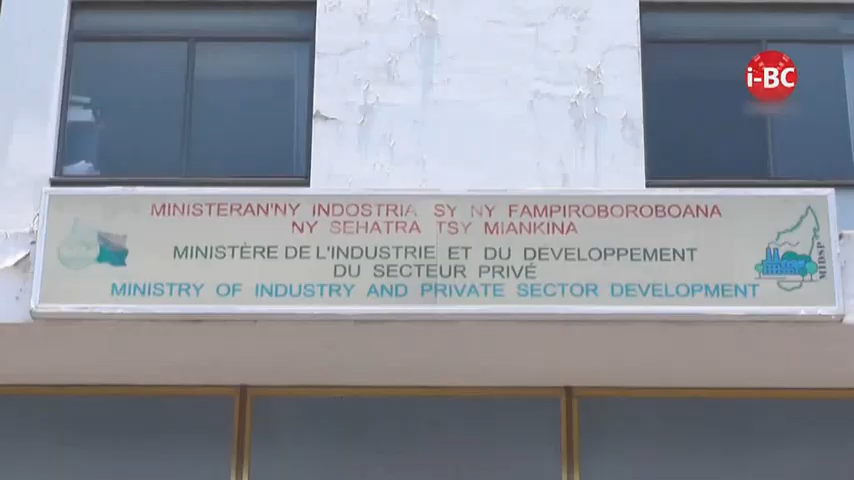 i-BC
MINISTERAN'NY INDOSTRIA SY NY FAMPIROBOROBOANA
NY SEHATRA TSY MIANKINA
MINISTÈRE DE L'INDUSTRIE ET DU DEVELOPPEMENT
DU SECTEUR PRIVÉ
MINISTRY OF INDUSTRY AND PRIVATE SECTOR DEVELOPMENT
MIDSP